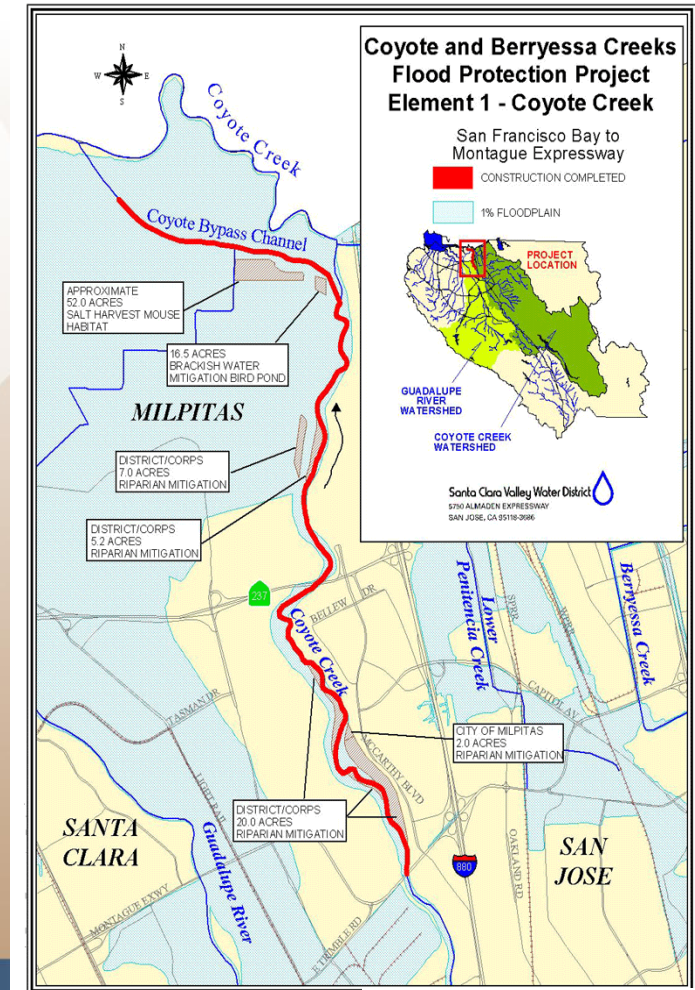 Coyote and Berryessa Creeks
Flood Protection Project
Element 1 - Coyote Creek
San Francisco Bay to
Montague Expressway
CONSTRUCTION COMPLETED
1% FLOODPLAIN
PROJECT
LOCATION
GUADALUPE
RIVER
WATERSHED
COYOTE CREEK
WATERSHED
Santa Clara Valley Water District
5750 ALMADEN EXPRESSWAY
SAN JOSE, CA 95118-3686
N
W
E
S
Coyote Creek
Coyote Bypass Channel
APPROXIMATE
52.0 ACRES
SALT HARVEST MOUSE
HABITAT
16.5 ACRES
BRACKISH WATER
MITIGATION BIRD POND
MILPITAS
DISTRICT/CORPS
7.0 ACRES
RIPARIAN MITIGATION
DISTRICT/CORPS
5.2 ACRES
RIPARIAN MITIGATION
237
BELLEW DR
Coyote Creek
Lower
Penitencia Creek
SPRR
WPRR
Berryessa Creek
TASMAN DR
CAPITOL AV
CITY OF MILPITAS
2.0 ACRES
RIPARIAN MITIGATION
MCCARTHY BLVD
LIGHT RAIL
DISTRICT/CORPS
20.0 ACRES
RIPARIAN MITIGATION
SANTA
CLARA
Guadalupe River
SAN
JOSE
880
OAKLAND RD
MONTAGUE EXWY
E TRIMBLE RD